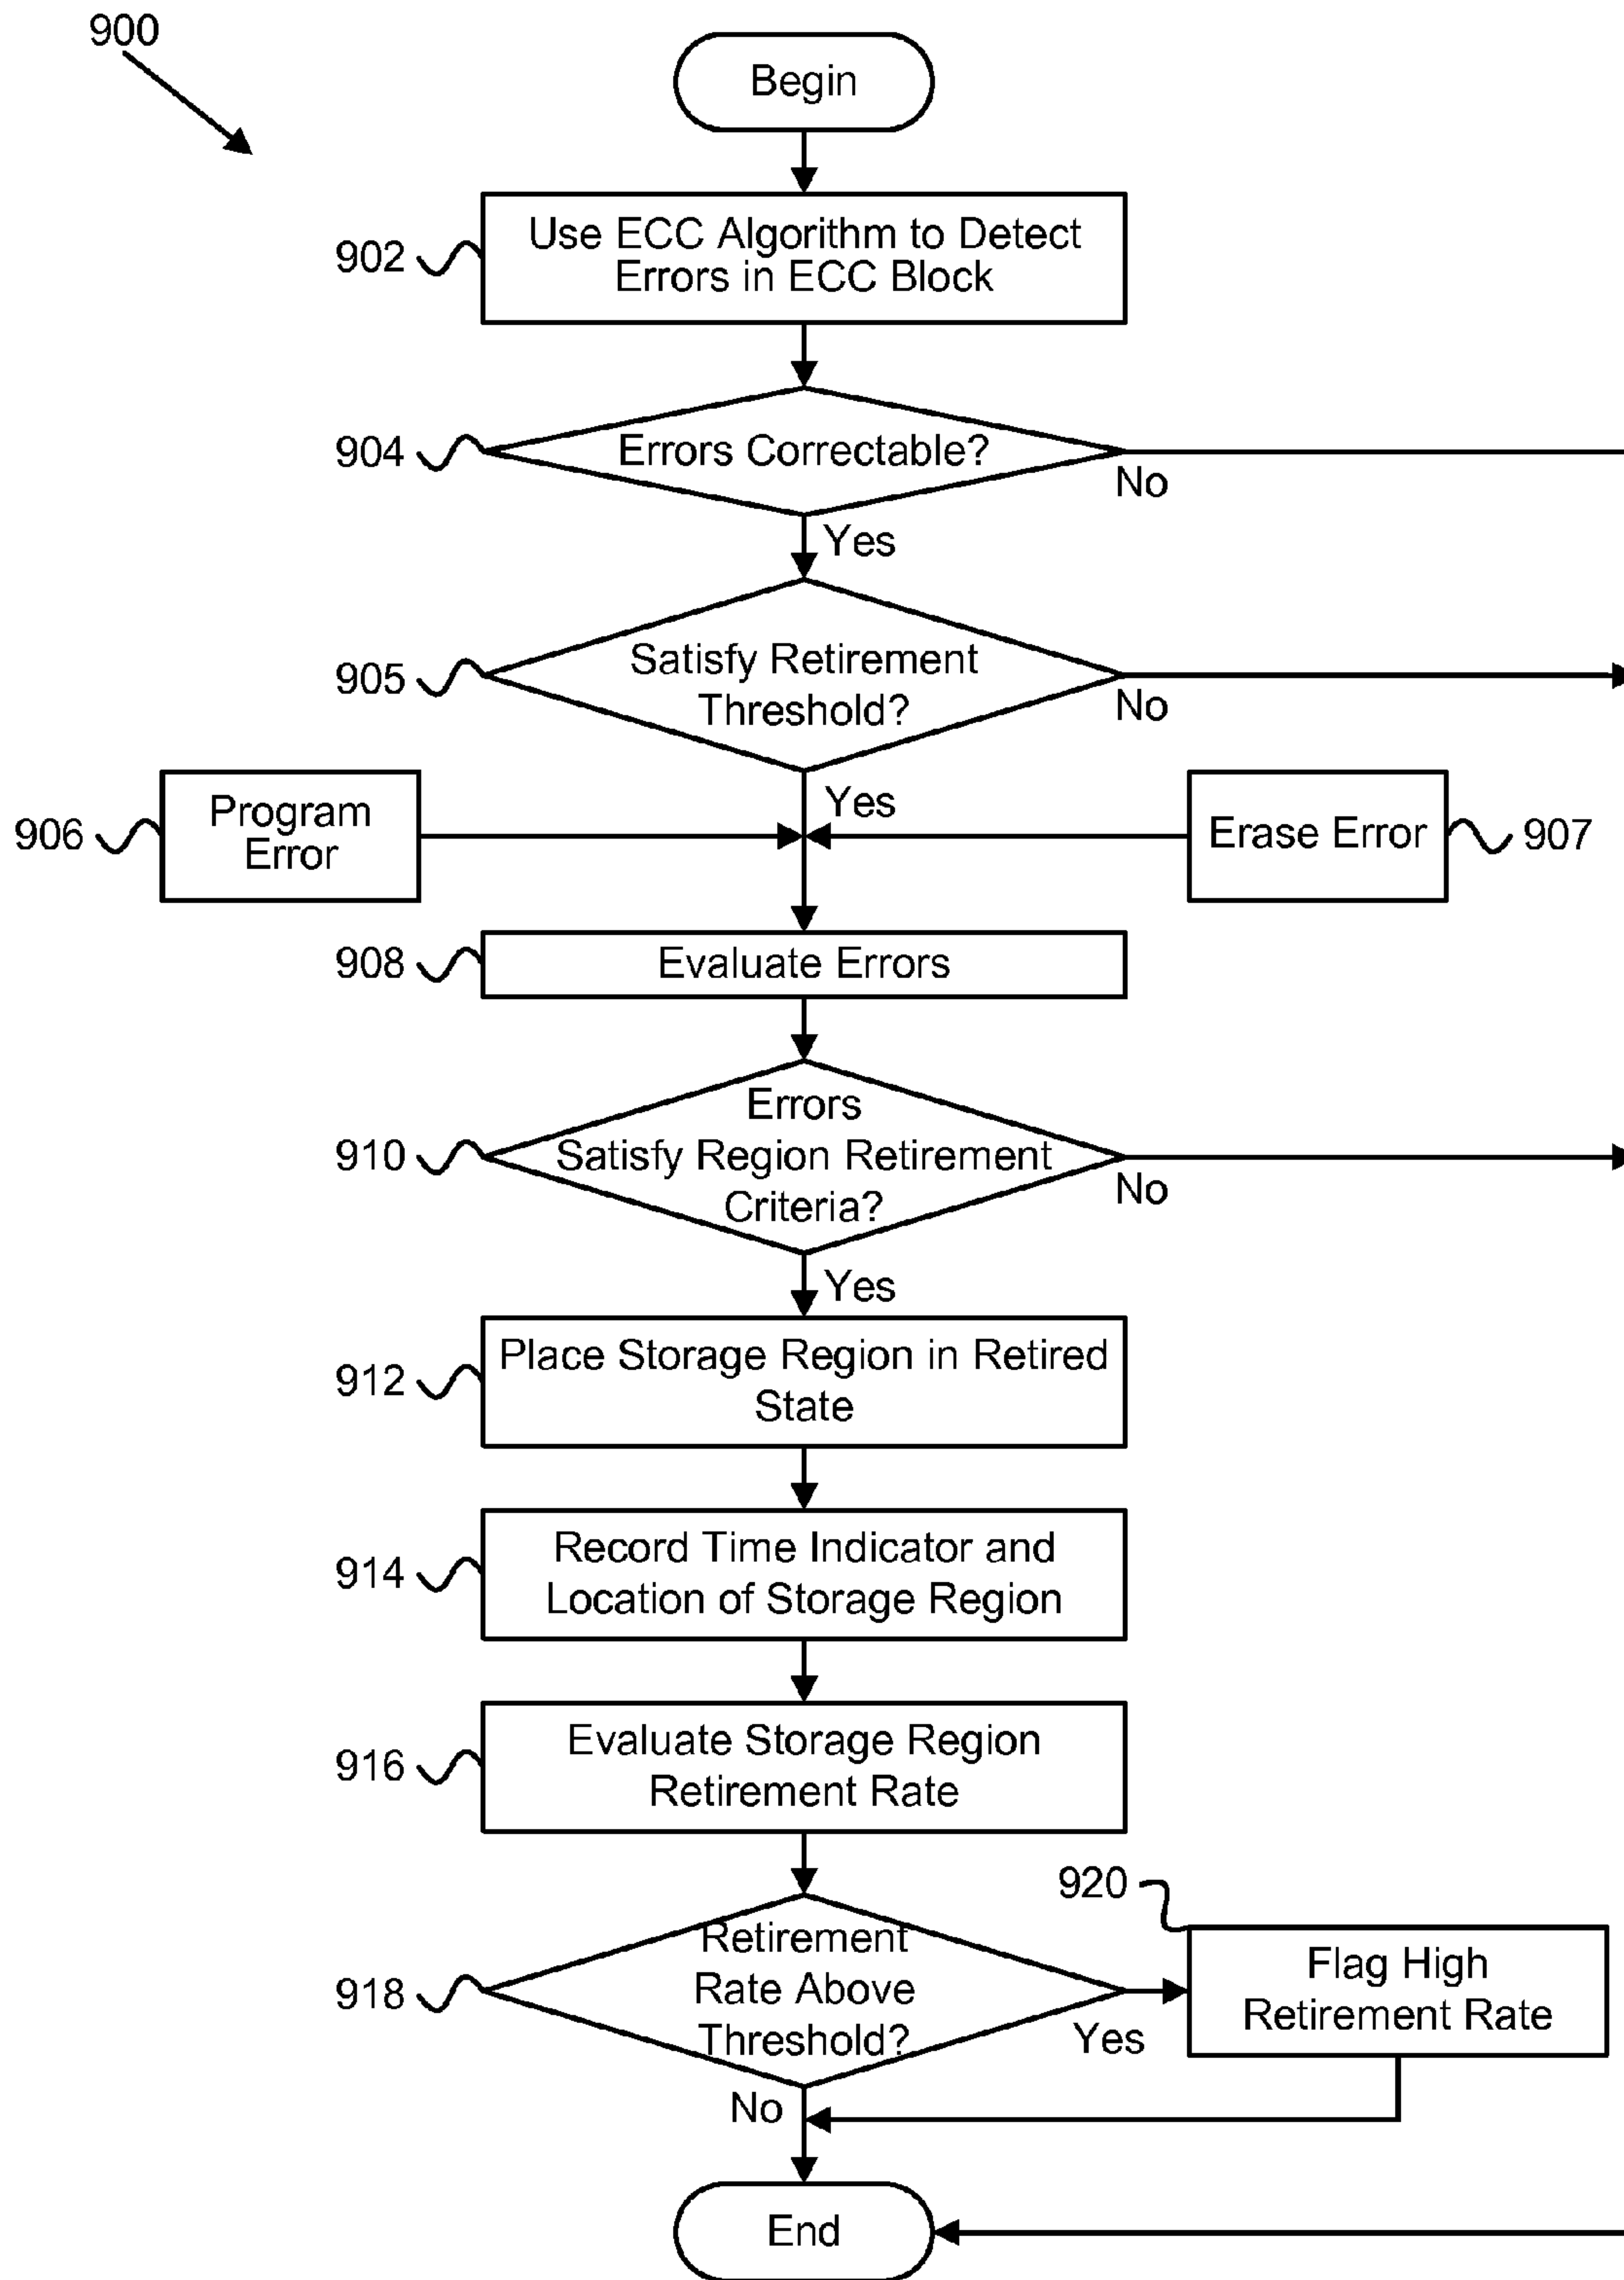 900
Begin
902
Use ECC Algorithm to Detect
Errors in ECC Block
904
Errors Correctable?
No
Yes
905
Satisfy Retirement
Threshold?
No
Yes
906
Program
Error
Erase Error
907
908
Evaluate Errors
910
Errors
Satisfy Region Retirement
Criteria?
No
Yes
912
Place Storage Region in Retired
State
914
Record Time Indicator and
Location of Storage Region
916
Evaluate Storage Region
Retirement Rate
918
Retirement
Rate Above
Threshold?
Yes
920
Flag High
Retirement Rate
No
End